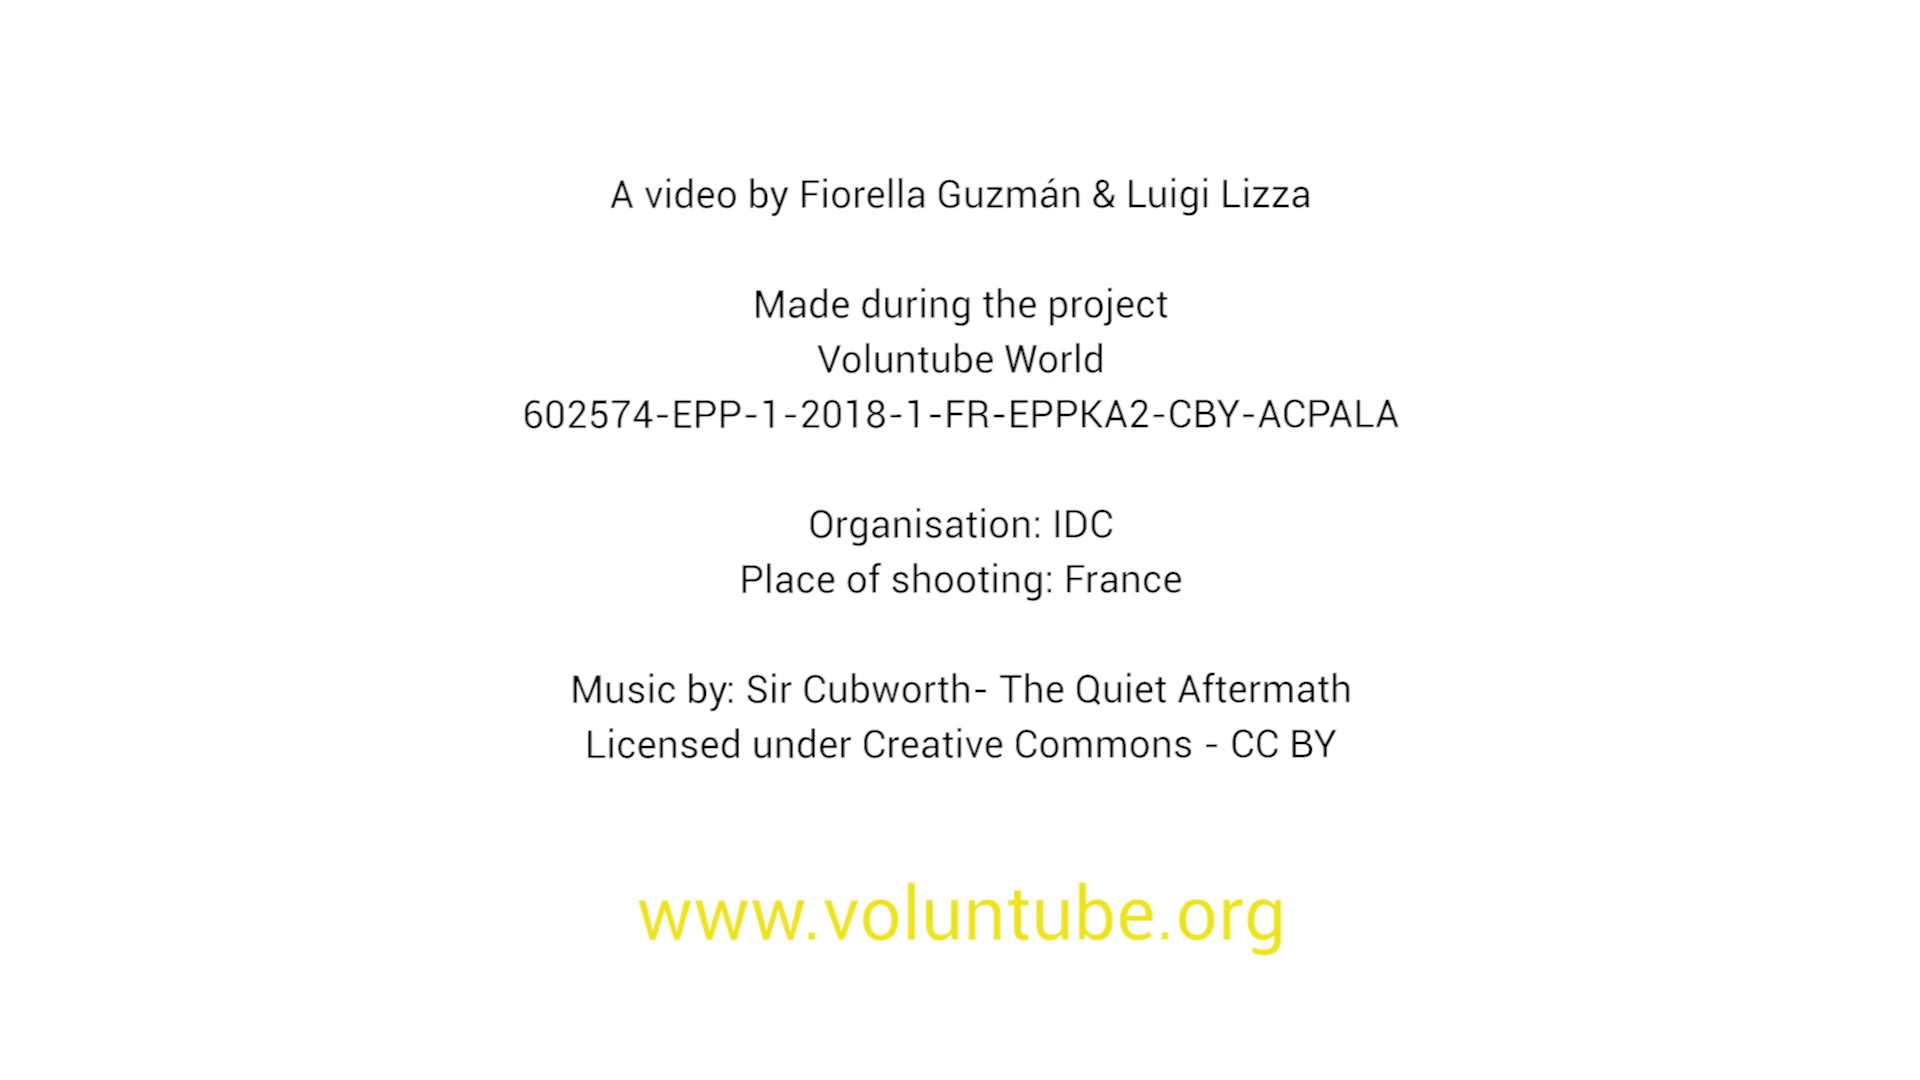 A video by Fiorella Guzmán & Luigi Lizza
Made during the project
Voluntube World
602574-EPP-1-2018-1-FR-EPPKA2-CBY-ACPALA
Organisation: IDC
Place of shooting: France
Music by: Sir Cubworth- The Quiet Aftermath
Licensed under Creative Commons - CC BY
www.voluntube.org